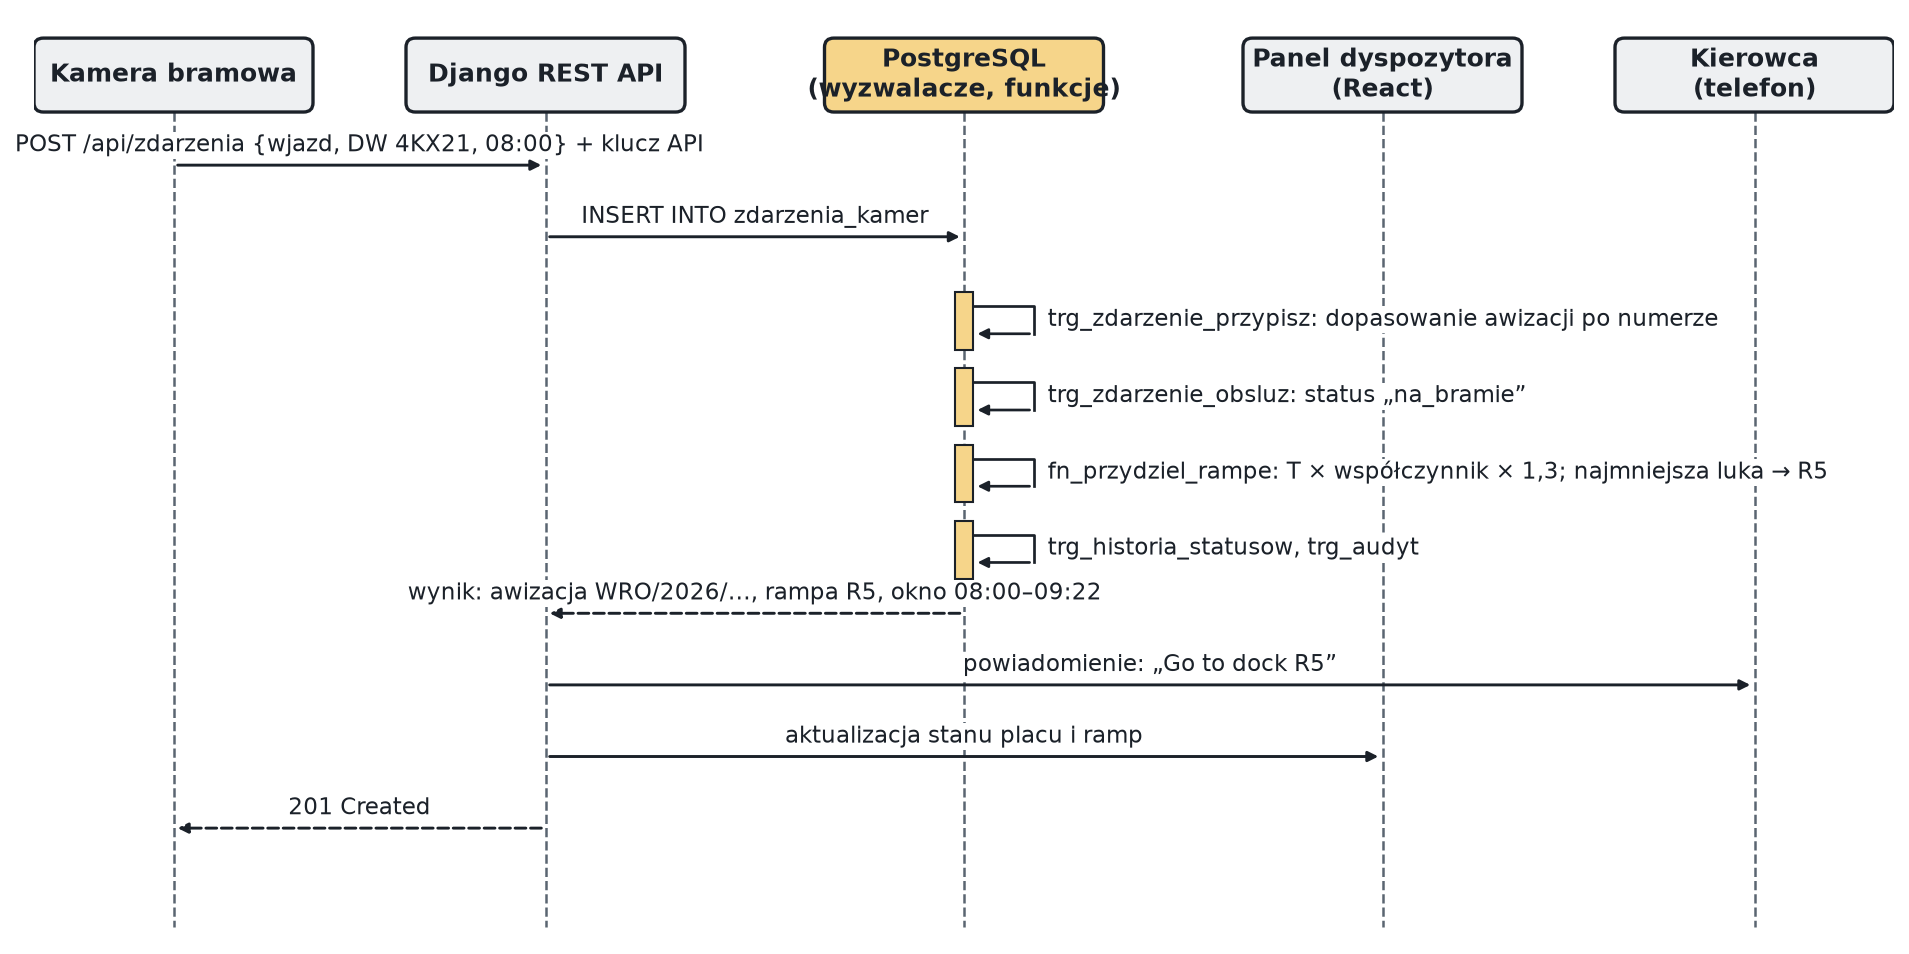 Kamera bramowa
Django REST API
PostgreSQL
(wyzwalacze, funkcje)
Panel dyspozytora
(React)
Kierowca
(telefon)
POST /api/zdarzenia {wjazd, DW 4KX21, 08:00} + klucz API
INSERT INTO zdarzenia_kamer
trg_zdarzenie_przypisz: dopasowanie awizacji po numerze
trg_zdarzenie_obsluz: status „na_bramie”
fn_przydziel_rampe: T × współczynnik × 1,3; najmniejsza luka → R5
trg_historia_statusow, trg_audyt
wynik: awizacja WRO/2026/…, rampa R5, okno 08:00–09:22
powiadomienie: „Go to dock R5”
aktualizacja stanu placu i ramp
201 Created